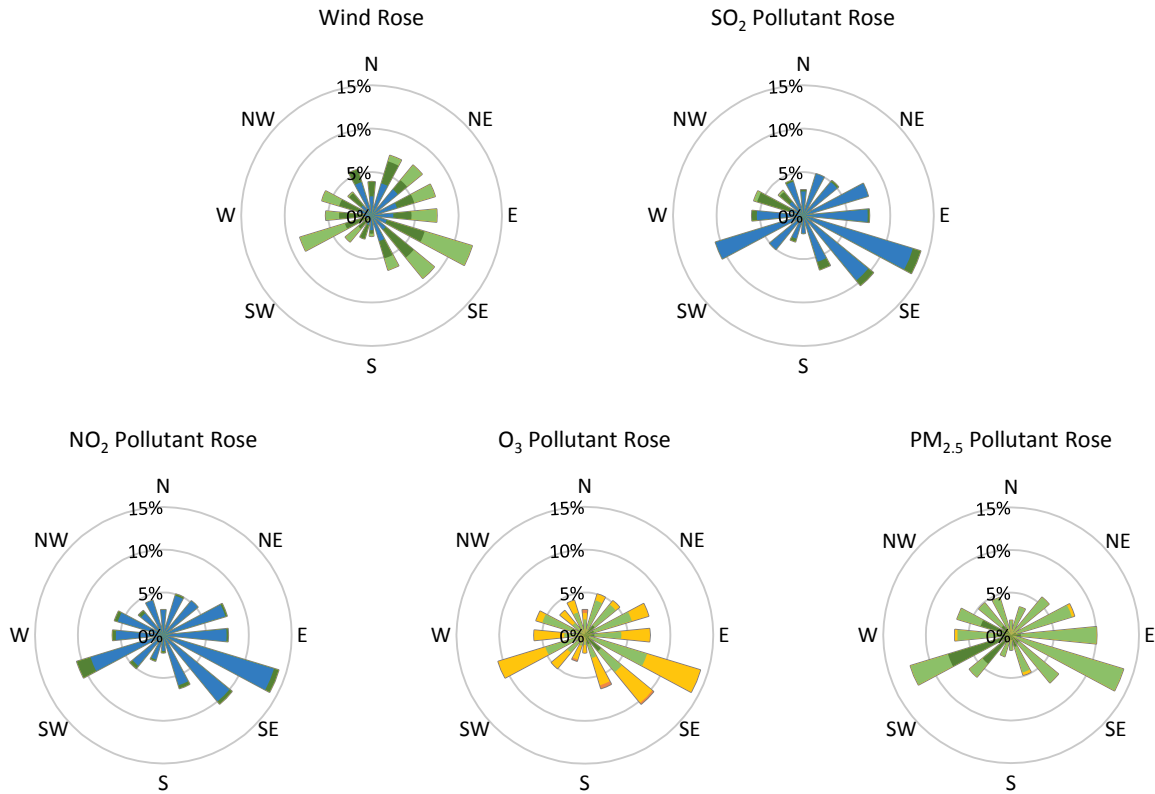 Wind Rose
N
15%
NW
NE
10%
5%
W
0%
E
SW
SE
S
SO₂ Pollutant Rose
N
15%
NW
NE
10%
5%
W
0%
E
SW
SE
S
NO₂ Pollutant Rose
N
15%
NW
NE
10%
5%
W
0%
E
SW
SE
S
O₃ Pollutant Rose
N
15%
NW
NE
10%
5%
W
0%
E
SW
SE
S
PM₂.₅ Pollutant Rose
N
15%
NW
NE
10%
5%
W
0%
E
SW
SE
S